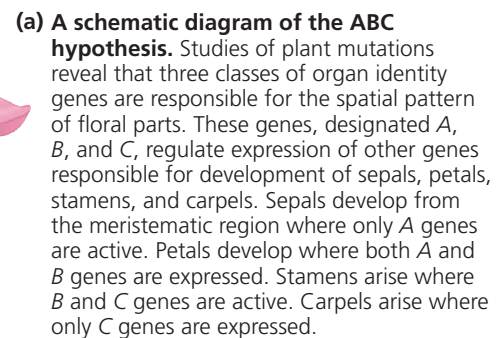 (a) A schematic diagram of the ABC
hypothesis. Studies of plant mutations
reveal that three classes of organ identity
genes are responsible for the spatial pattern
of floral parts. These genes, designated A,
B, and C, regulate expression of other genes
responsible for development of sepals, petals,
stamens, and carpels. Sepals develop from
the meristematic region where only A genes
are active. Petals develop where both A and
B genes are expressed. Stamens arise where
B and C genes are active. Carpels arise where
only C genes are expressed.